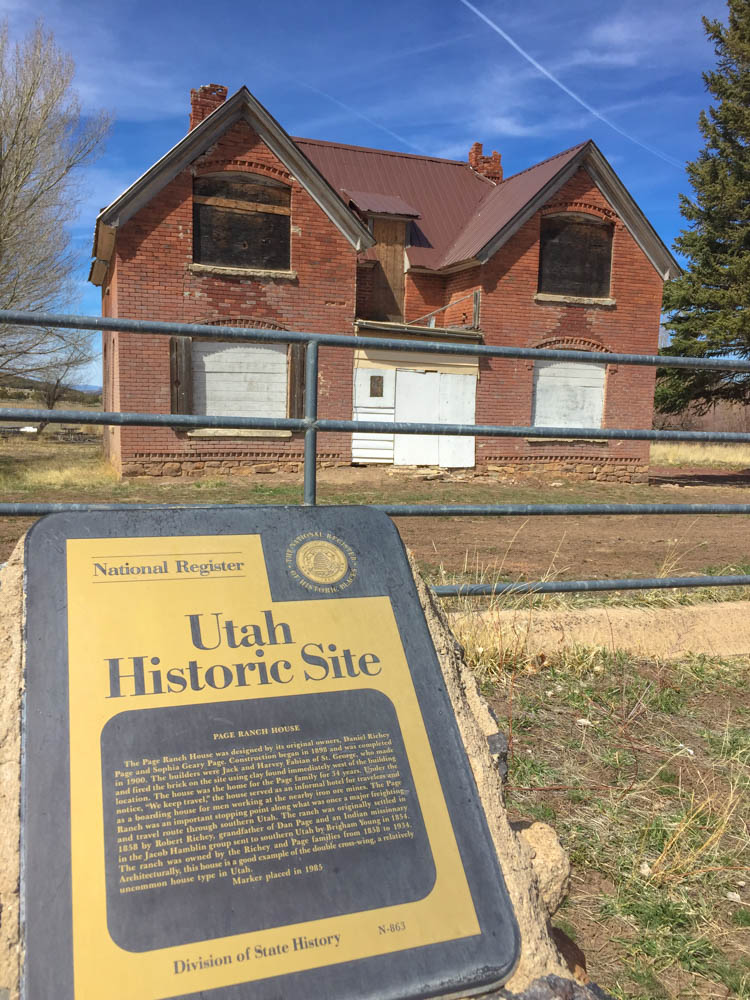 National Register
THE NATIONAL REGISTER
OF HISTORIC PLACES
Utah
Historic Site
PAGE RANCH HOUSE
The Page Ranch House was designed by its original owners, Daniel Richey
Page and Sophia Geary Page. Construction began in 1898 and was completed
in 1900. The builders were Jack and Harvey Fabian of St. George, who made
and fired the brick on the site using clay found immediately west of the building
location. The house was the home for the Page family for 34 years. Under the
notice, "We keep travel," the house served as an informal hotel for travelers and
as a boarding house for men working at the nearby iron ore mines. The Page
Ranch was an important stopping point along what was once a major freighting
and travel route through southern Utah. The ranch was originally settled in
1858 by Robert Richey, grandfather of Dan Page and an Indian missionary
in the Jacob Hamblin group sent to southern Utah by Brigham Young in 1854.
The ranch was owned by the Richey and Page families from 1858 to 1934.
Architecturally, this house is a good example of the double cross-wing, a relatively
uncommon house type in Utah.
Marker placed in 1985
Division of State History
N-863